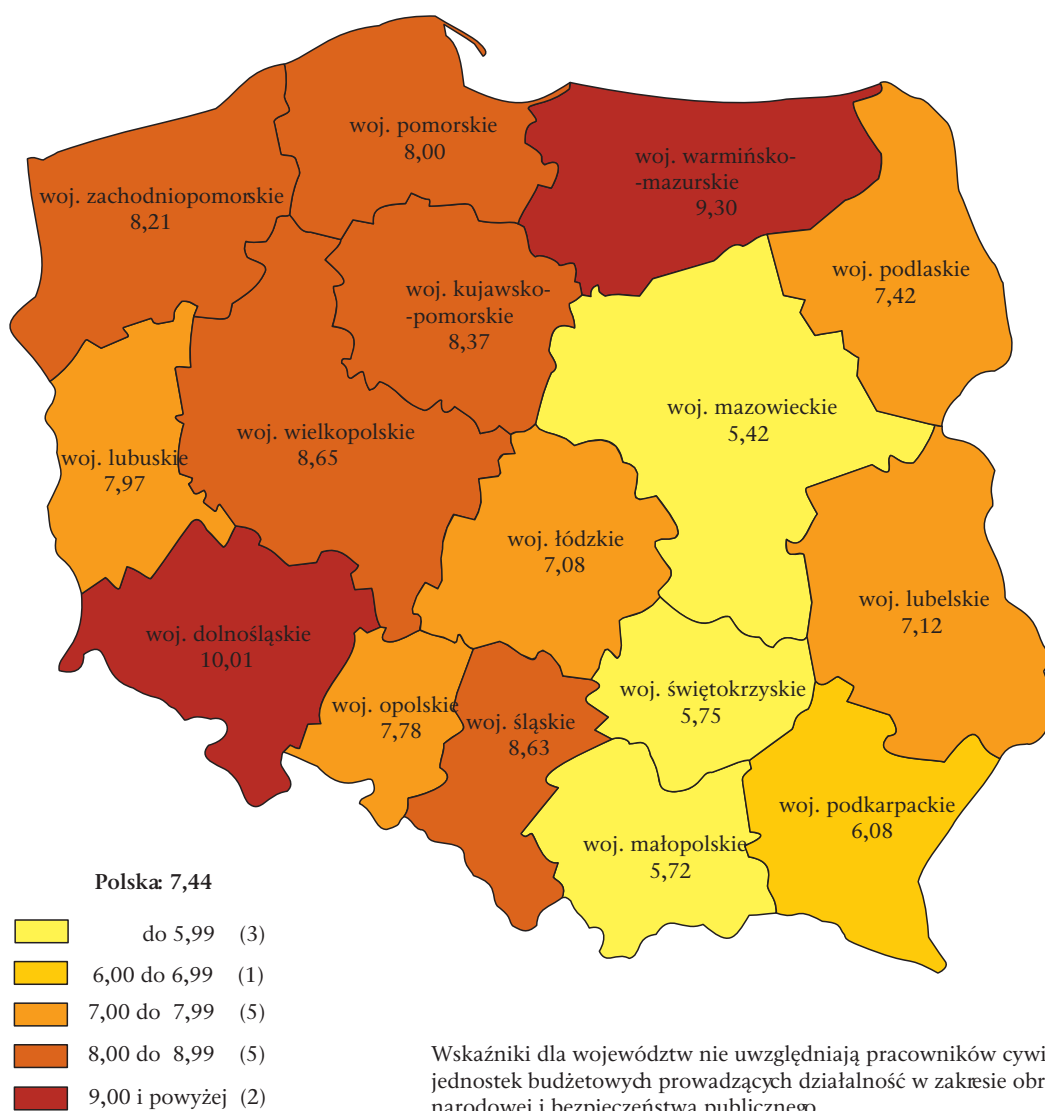 woj. pomorskie
8,00
woj. warmińsko-
-mazurskie
9,30
woj. zachodniopomorskie
8,21
woj. podlaskie
7,42
woj. kujawsko-
-pomorskie
8,37
woj. mazowieckie
5,42
woj. wielkopolskie
8,65
woj. lubuskie
7,97
woj. łódzkie
7,08
woj. lubelskie
7,12
woj. dolnośląskie
10,01
woj. świętokrzyskie
5,75
woj. opolskie
7,78
woj. śląskie
8,63
woj. podkarpackie
6,08
woj. małopolskie
5,72
Polska: 7,44
do 5,99 (3)
6,00 do 6,99 (1)
7,00 do 7,99 (5)
8,00 do 8,99 (5)
9,00 i powyżej (2)
Wskaźniki dla województw nie uwzględniają pracowników cywi
jednostek budżetowych prowadzących działalność w zakresie obr
narodowej i bezpieczeństwa publicznego